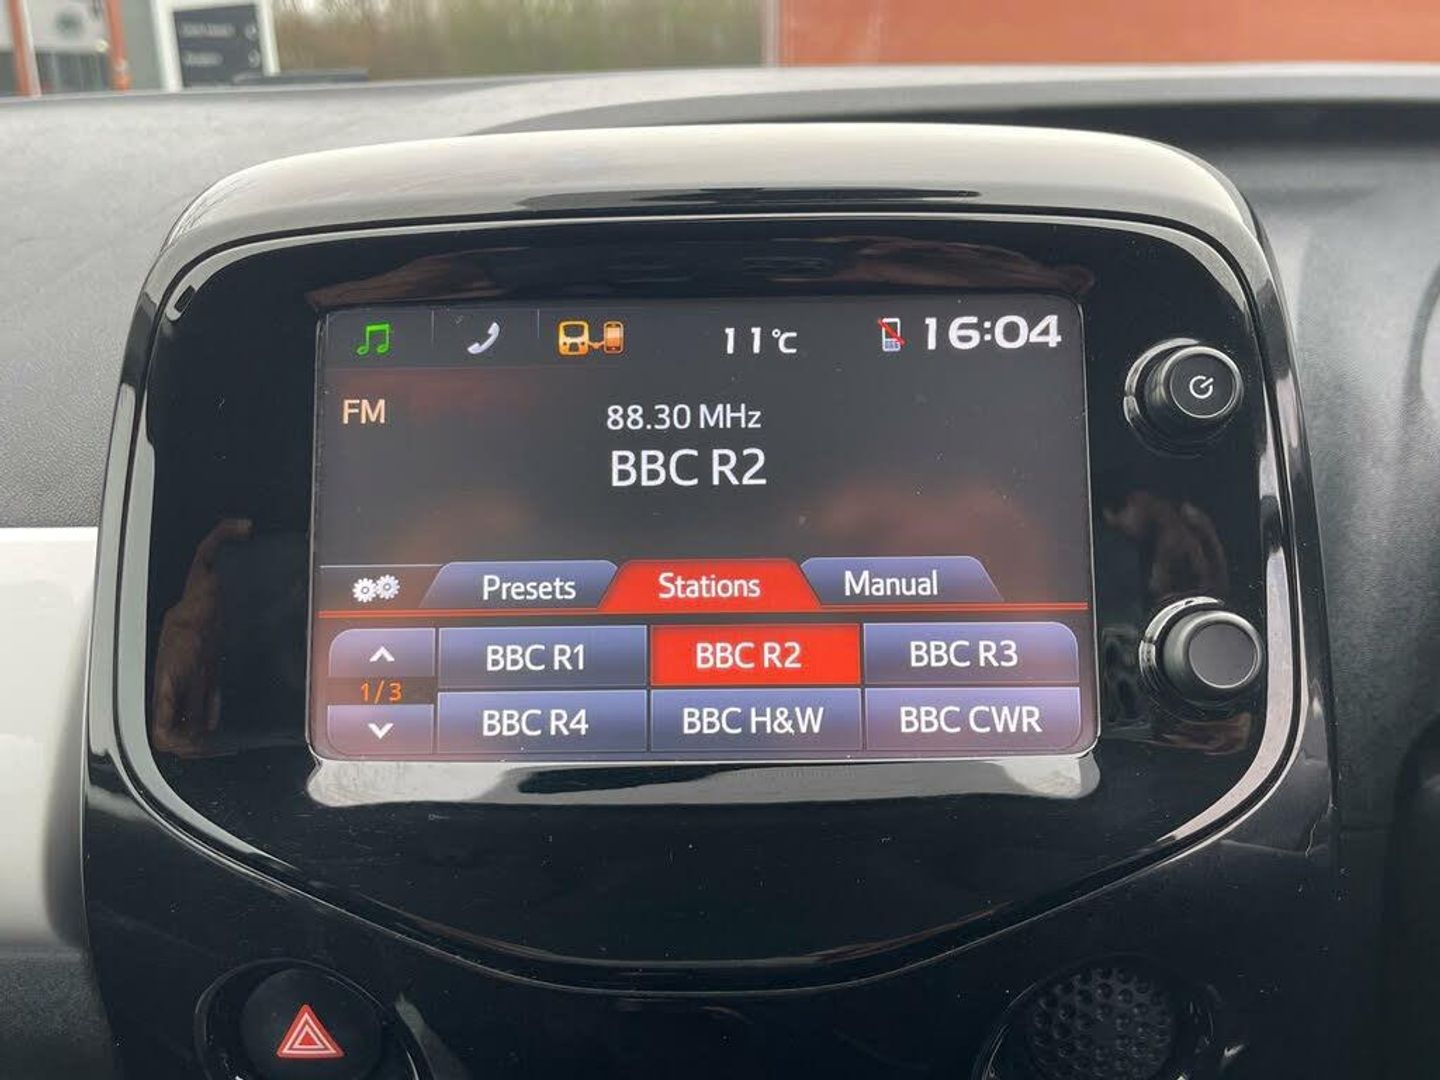 11°C
16:04
FM
88.30 MHz
BBC R2
Presets Stations Manual
BBC R1 BBC R2 BBC R3
1/3
BBC R4 BBC H&W BBC CWR